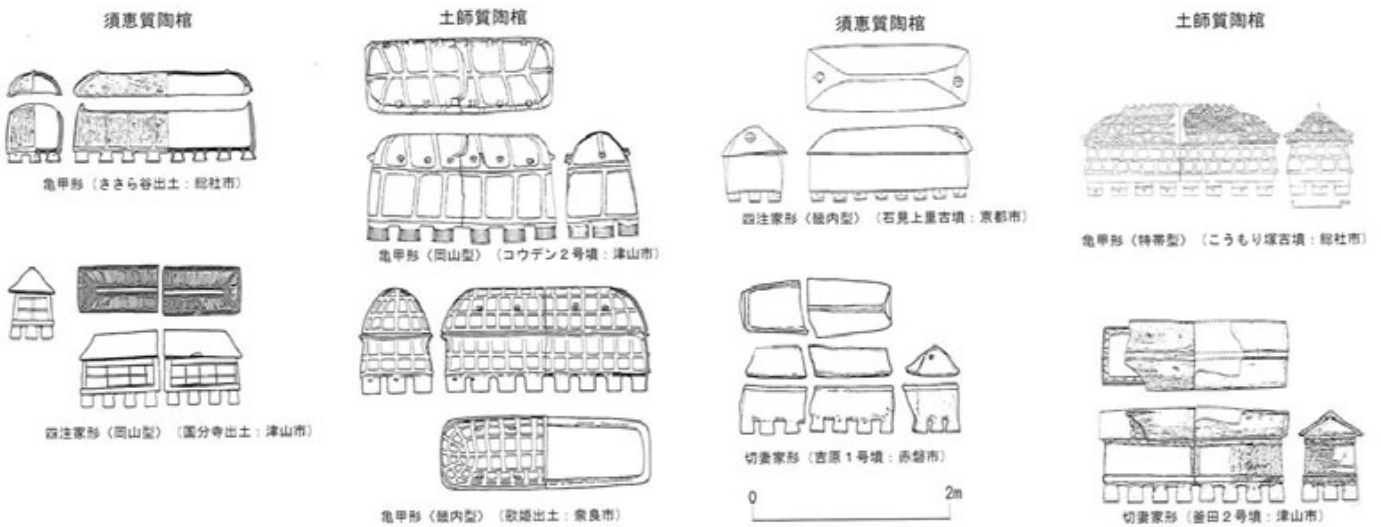 須恵質陶棺
亀甲形（ささら谷出土：総社市）
四注家形〈岡山型〉（国分寺出土：津山市）
土師質陶棺
亀甲形〈岡山型〉（コウデン２号墳：津山市）
亀甲形〈畿内型〉（歌姫出土：奈良市）
須恵質陶棺
四注家形〈畿内型〉（石見上里古墳：京都市）
切妻家形（吉原１号墳：赤磐市）
0 2m
土師質陶棺
亀甲形〈特帯型〉（こうもり塚古墳：総社市）
切妻家形（釜田２号墳：津山市）